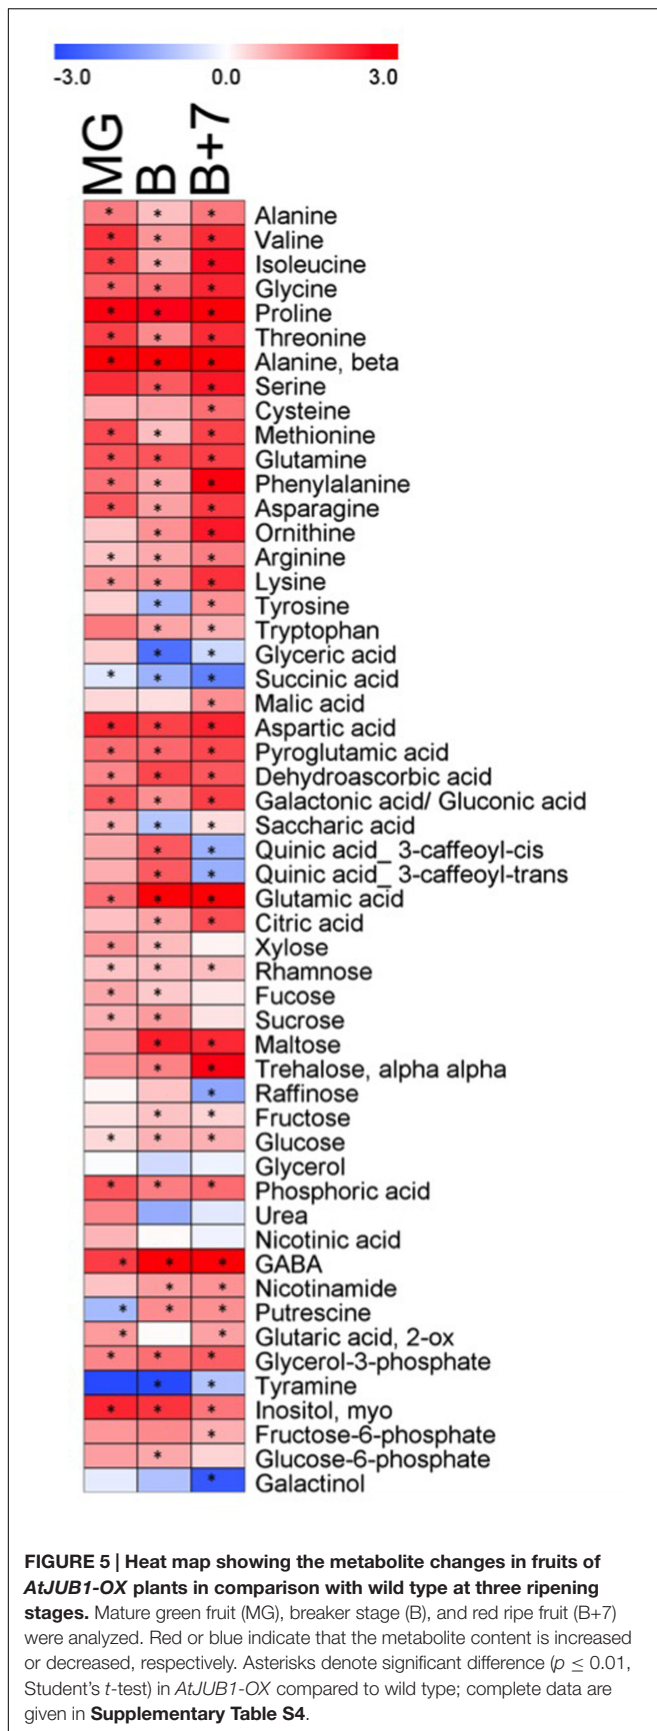 -3.0 0.0 3.0
MG B B+7
* * * Alanine
* * * Valine
* * * Isoleucine
* * * Glycine
* * * Proline
* * * Threonine
* * * Alanine, beta
* * Serine
* Cysteine
* * * Methionine
* * * Glutamine
* * * Phenylalanine
* * * Asparagine
* * Ornithine
* * * Arginine
* * * Lysine
* * Tyrosine
* * Tryptophan
* * Glyceric acid
* * * Succinic acid
* Malic acid
* * * Aspartic acid
* * * Pyroglutamic acid
* * * Dehydroascorbic acid
* * * Galactonic acid/ Gluconic acid
* * * Saccharic acid
* * Quinic acid_ 3-caffeoyl-cis
* * Quinic acid_ 3-caffeoyl-trans
* * * Glutamic acid
* * Citric acid
* * Xylose
* * * Rhamnose
* * Fucose
* * Sucrose
* * Maltose
* * Trehalose, alpha alpha
* Raffinose
* * Fructose
* * * Glucose
Glycerol
* * * Phosphoric acid
Urea
Nicotinic acid
* * * GABA
* * Nicotinamide
* * * Putrescine
* * Glutaric acid, 2-ox
* * * Glycerol-3-phosphate
* * Tyramine
* * * Inositol, myo
* Fructose-6-phosphate
* Glucose-6-phosphate
* Galactinol
FIGURE 5 | Heat map showing the metabolite changes in fruits of
AtJUB1-OX plants in comparison with wild type at three ripening
stages. Mature green fruit (MG), breaker stage (B), and red ripe fruit (B+7)
were analyzed. Red or blue indicate that the metabolite content is increased
or decreased, respectively. Asterisks denote significant difference (p ≤ 0.01,
Student's t-test) in AtJUB1-OX compared to wild type; complete data are
given in Supplementary Table S4.